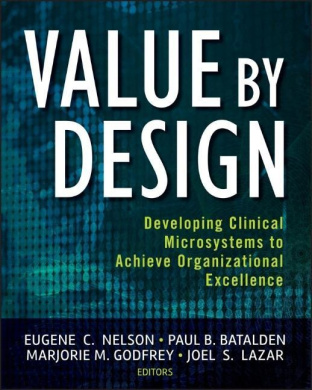 VALUE BY
DESIGN
Developing Clinical
Microsystems to
Achieve Organizational
Excellence
EUGENE C. NELSON • PAUL B. BATALDEN
MARJORIE M. GODFREY • JOEL S. LAZAR
EDITORS